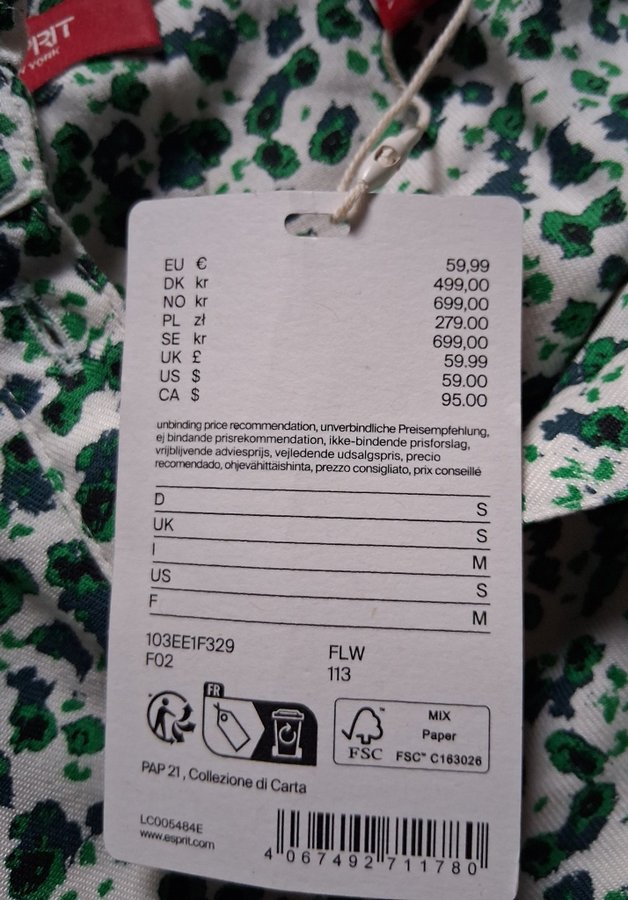 PRIT
W YORK
EU € 59,99
DK kr 499,00
NO kr 699,00
PL zł 279.00
SE kr 699,00
UK £ 59.99
US $ 59.00
CA $ 95.00
unbinding price recommendation, unverbindliche Preisempfehlung,
ej bindande prisrekommendation, ikke-bindende prisforslag,
vrijblijvende adviesprijs, vejledende udsalgspris, precio
recomendado, ohjevähittäishinta, prezzo consigliato, prix conseillé
D S
UK S
I M
US S
F M
103EE1F329 FLW
F02 113
FR
FSC™ MIX
Paper
FSC™ C163026
PAP 21 , Collezione di Carta
LC005484E
www.esprit.com
4 067492 711780